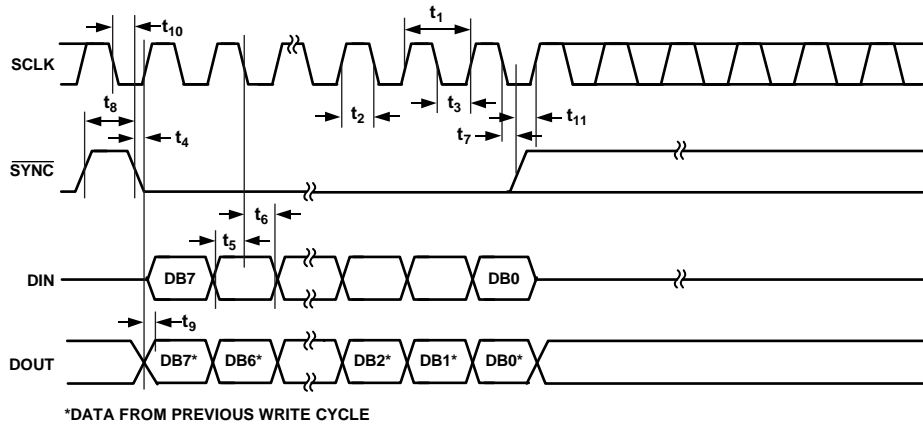 t10
t1
SCLK
t8
t4
t2
t3
t7
t11
SYNC
t6
t5
DIN
DB7
DB0
t9
DOUT
DB7*
DB6*
DB2*
DB1*
DB0*
*DATA FROM PREVIOUS WRITE CYCLE